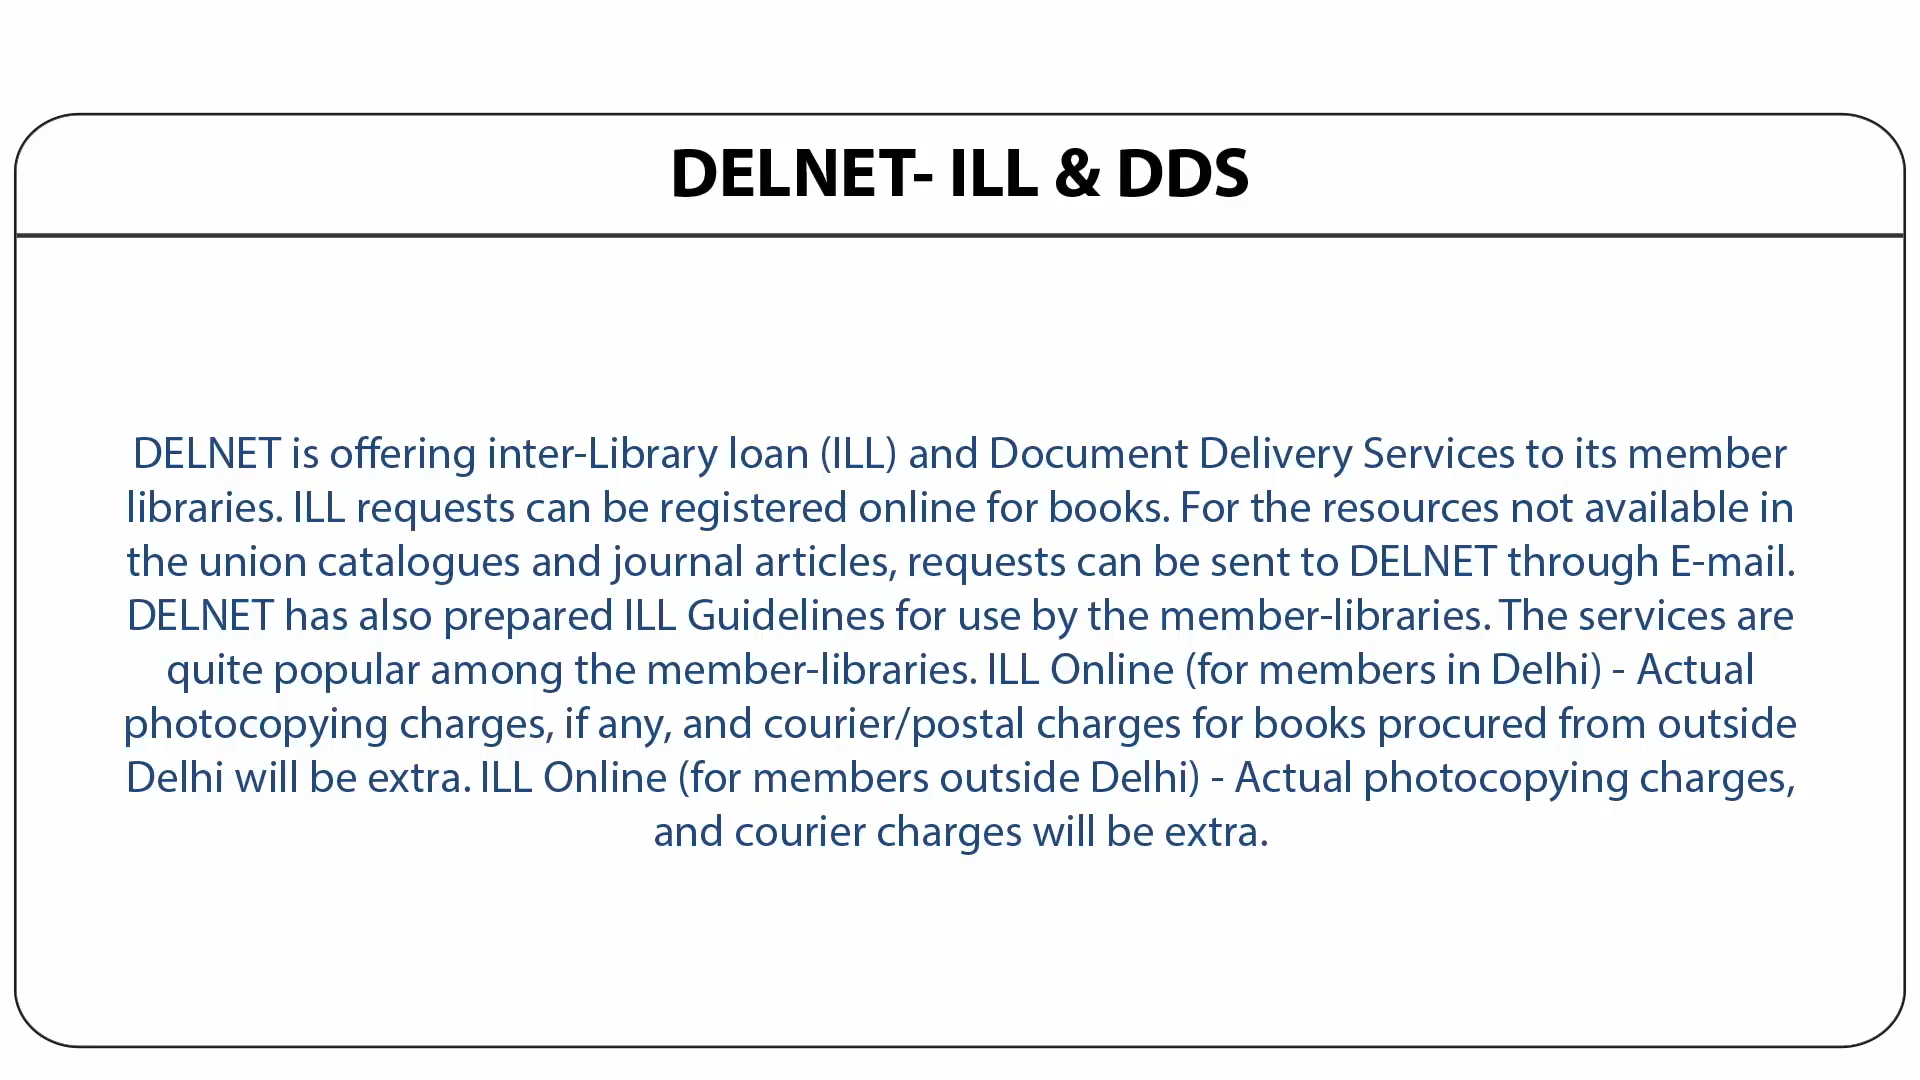 DELNET- ILL & DDS
DELNET is offering inter-Library loan (ILL) and Document Delivery Services to its member
libraries. ILL requests can be registered online for books. For the resources not available in
the union catalogues and journal articles, requests can be sent to DELNET through E-mail.
DELNET has also prepared ILL Guidelines for use by the member-libraries. The services are
quite popular among the member-libraries. ILL Online (for members in Delhi) - Actual
photocopying charges, if any, and courier/postal charges for books procured from outside
Delhi will be extra. ILL Online (for members outside Delhi) - Actual photocopying charges,
and courier charges will be extra.